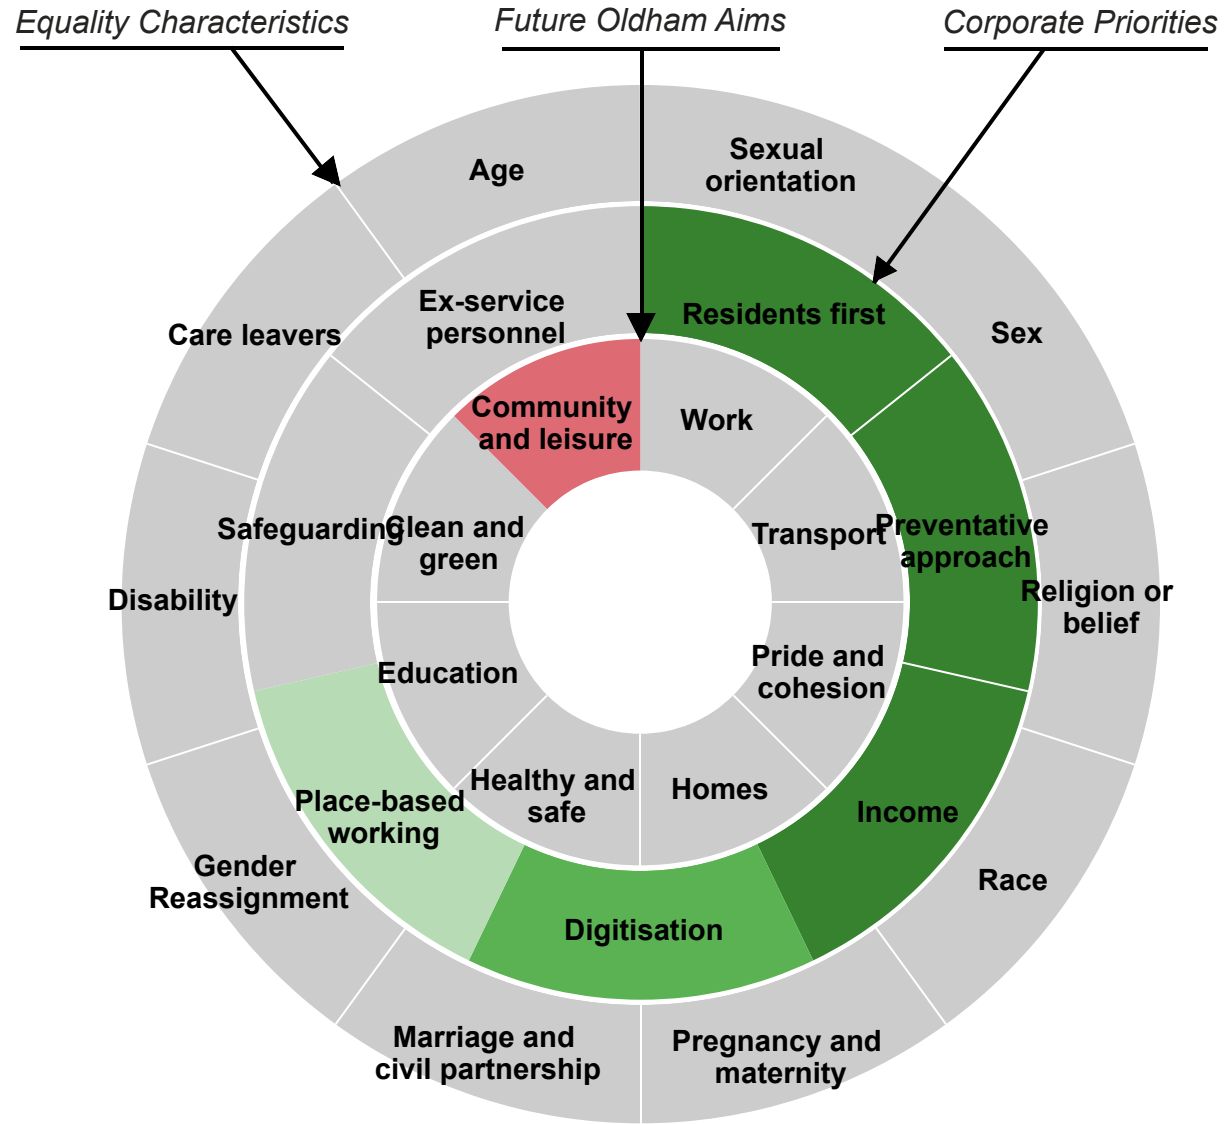 Equality Characteristics
Future Oldham Aims
Corporate Priorities
Age
Sexual
orientation
Sex
Religion or
belief
Race
Pregnancy and
maternity
Marriage and
civil partnership
Gender
Reassignment
Disability
Care leavers
Ex-service
personnel
Residents first
Preventative
approach
Income
Digitisation
Place-based
working
Safeguarding
Community
and leisure
Work
Transport
Pride and
cohesion
Homes
Healthy and
safe
Education
Clean and
green